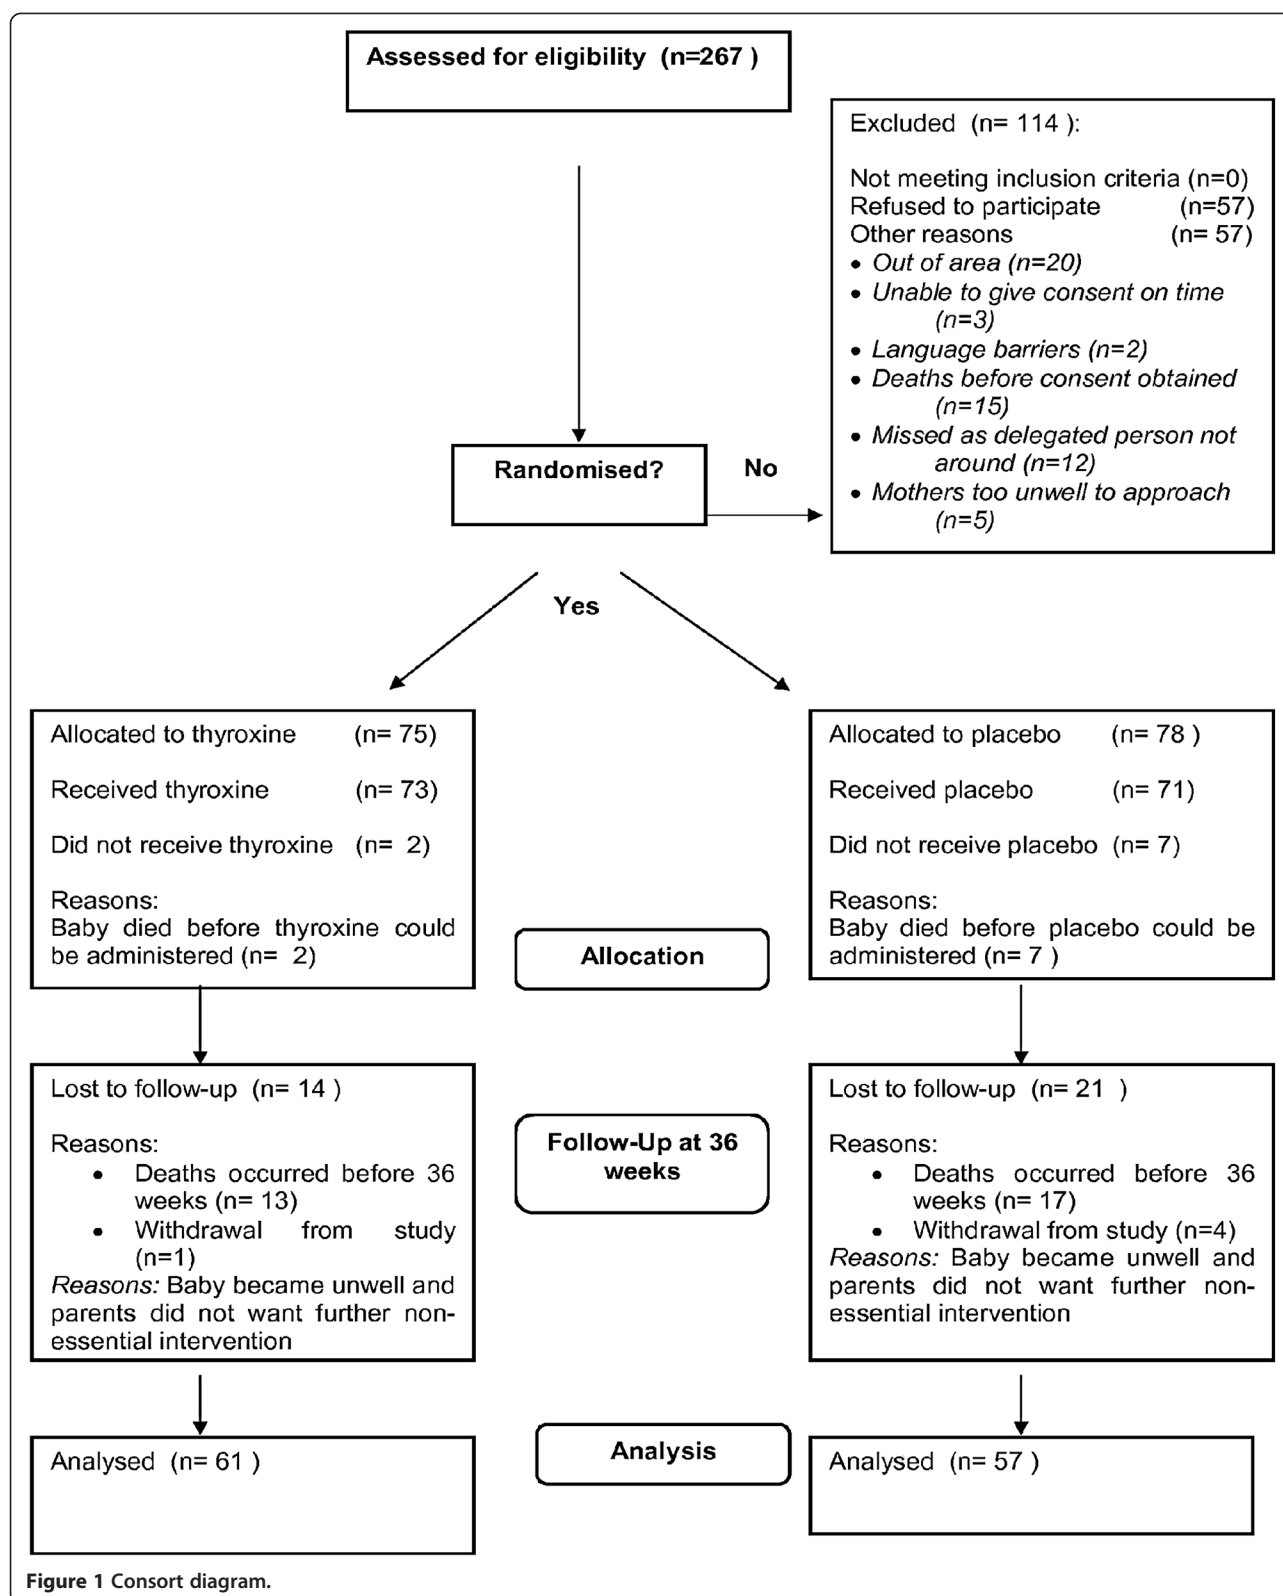 Assessed for eligibility (n=267 )
Excluded (n= 114 ):
Not meeting inclusion criteria (n=0)
Refused to participate (n=57)
Other reasons (n= 57)
• Out of area (n=20)
• Unable to give consent on time
(n=3)
• Language barriers (n=2)
• Deaths before consent obtained
(n=15)
• Missed as delegated person not
around (n=12)
• Mothers too unwell to approach
(n=5)
Randomised?
No
Yes
Allocated to thyroxine (n= 75)
Received thyroxine (n= 73)
Did not receive thyroxine (n= 2)
Reasons:
Baby died before thyroxine could
be administered (n= 2)
Allocated to placebo (n= 78 )
Received placebo (n= 71)
Did not receive placebo (n= 7)
Reasons:
Baby died before placebo could be
administered (n= 7 )
Allocation
Lost to follow-up (n= 14 )
Reasons:
• Deaths occurred before 36
weeks (n= 13)
• Withdrawal from study
(n=1)
Reasons: Baby became unwell and
parents did not want further non-
essential intervention
Follow-Up at 36
weeks
Lost to follow-up (n= 21 )
Reasons:
• Deaths occurred before 36
weeks (n= 17)
• Withdrawal from study (n=4)
Reasons: Baby became unwell and
parents did not want further non-
essential intervention
Analysed (n= 61 )
Analysis
Analysed (n= 57 )
Figure 1 Consort diagram.